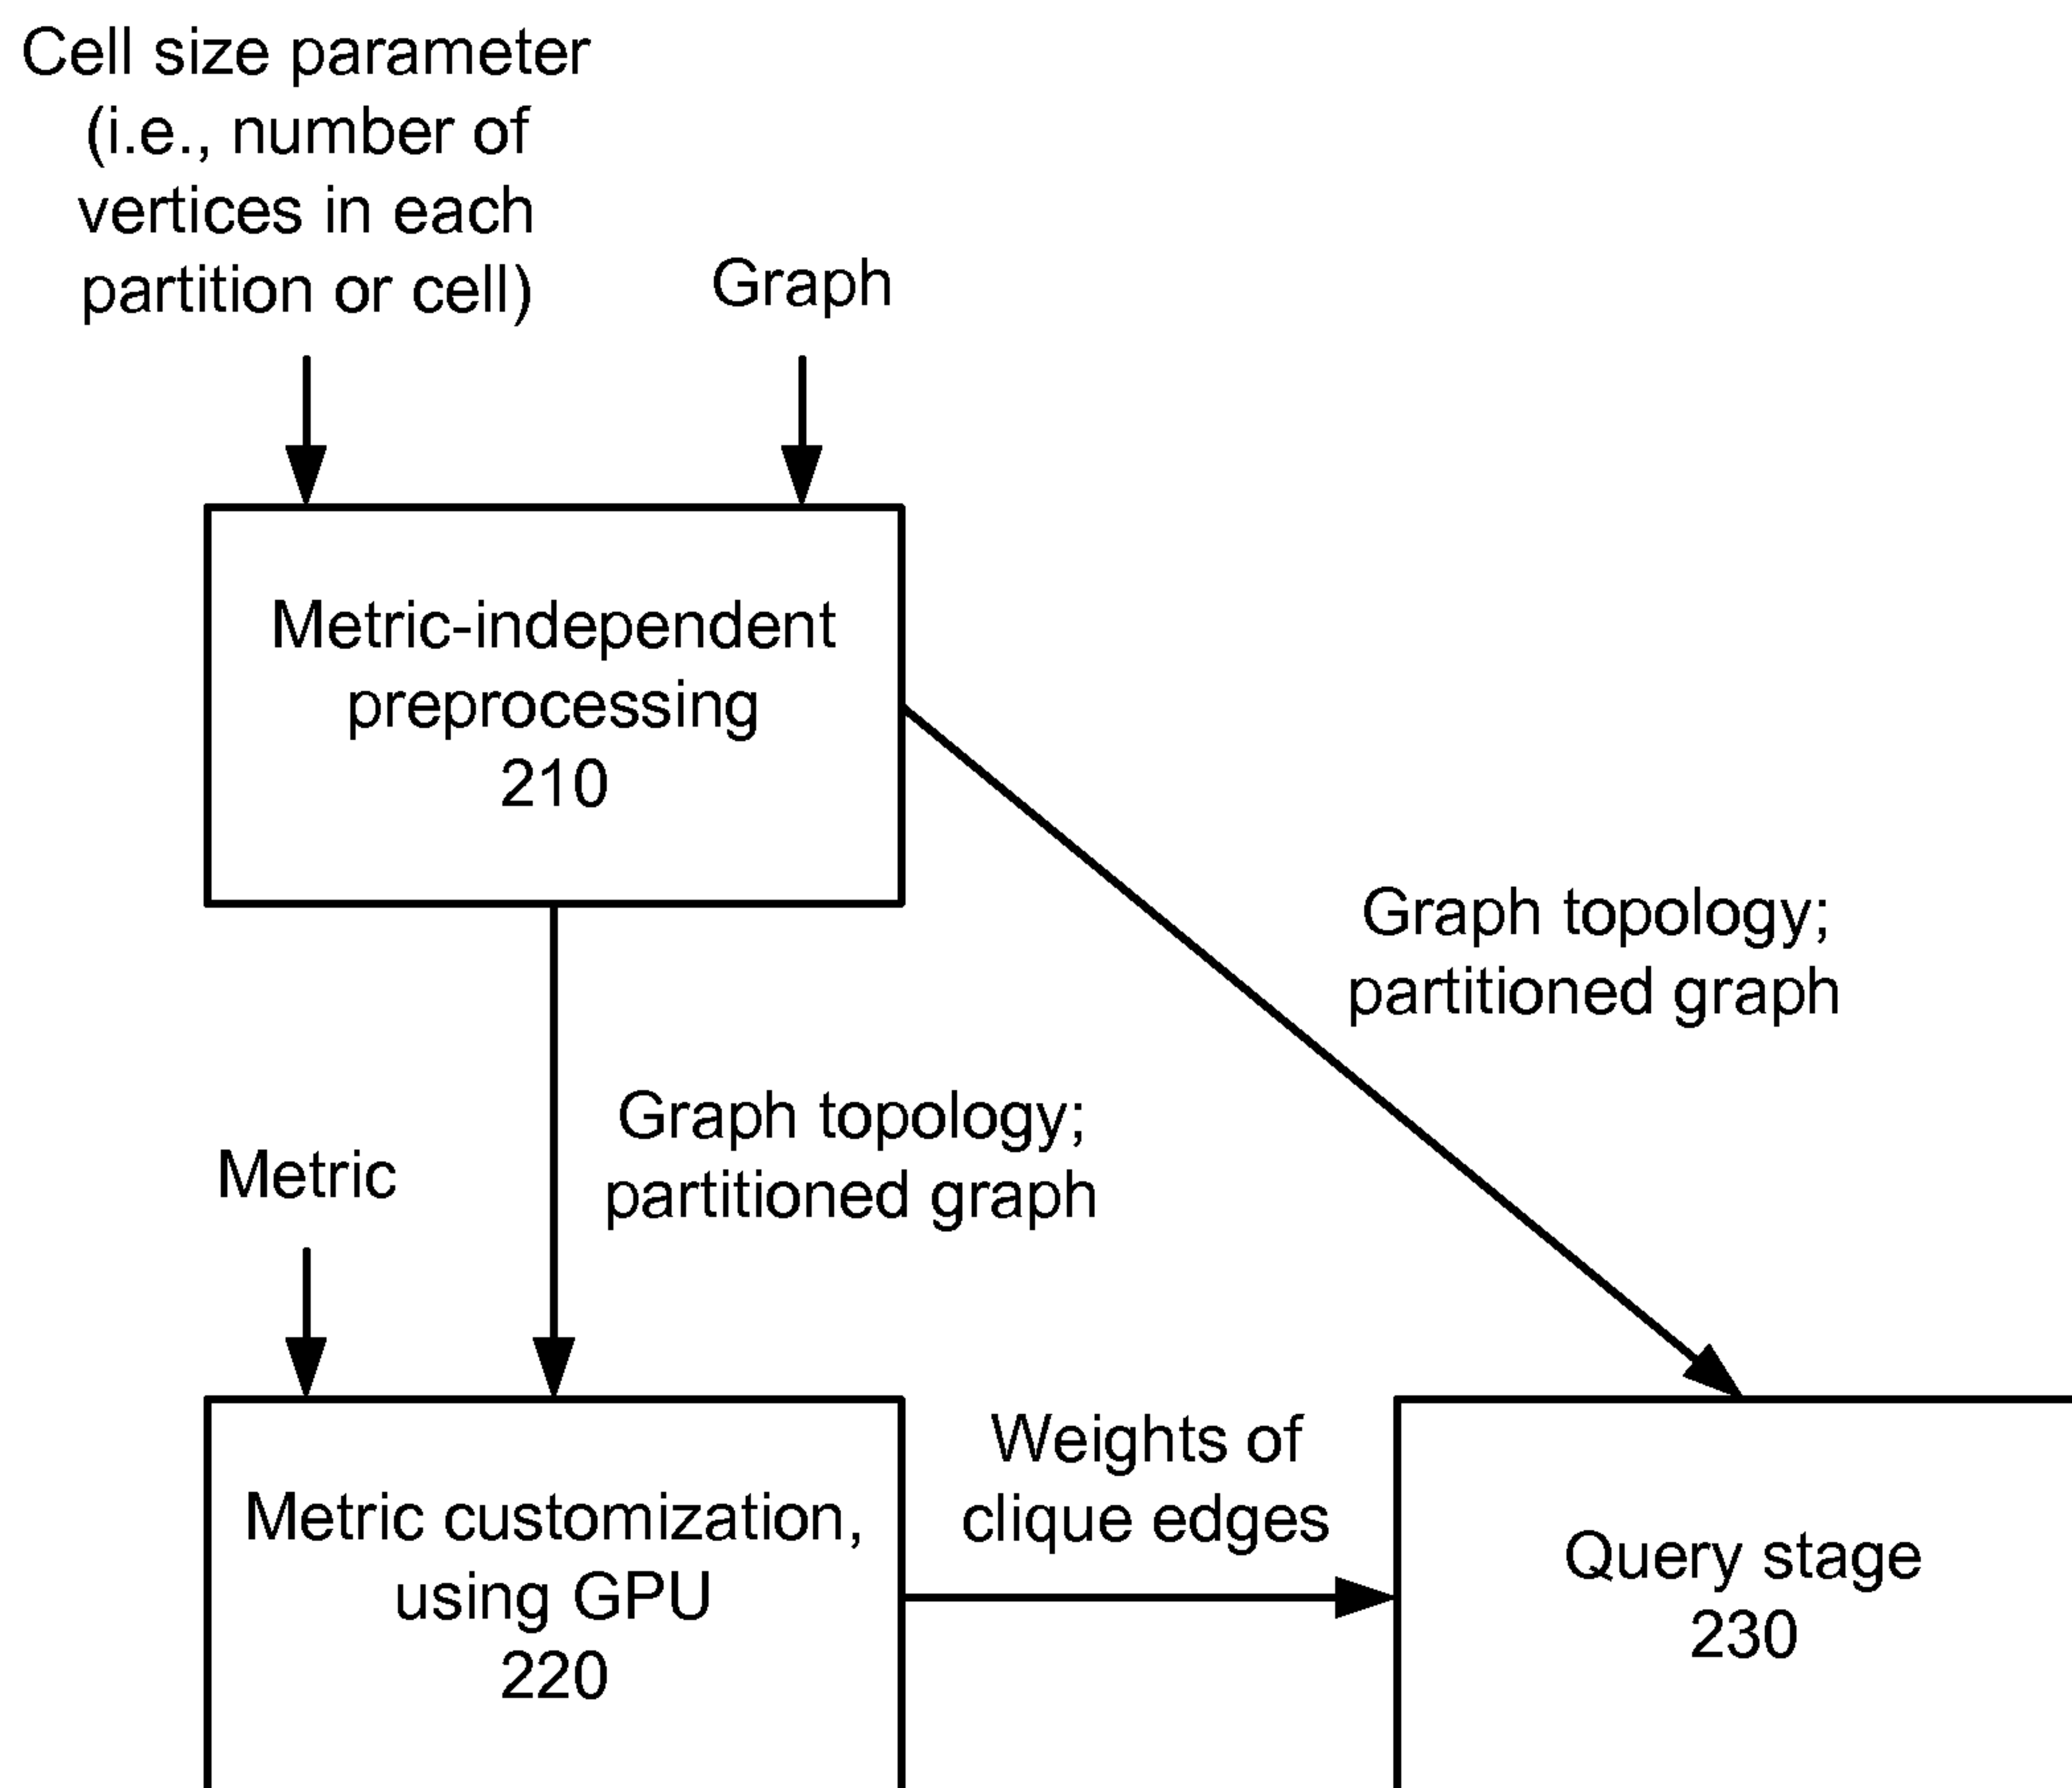 Cell size parameter
(i.e., number of
vertices in each
partition or cell)
Graph
Metric-independent
preprocessing
210
Graph topology;
partitioned graph
Graph topology;
partitioned graph
Metric
Weights of
clique edges
Metric customization,
using GPU
220
Query stage
230